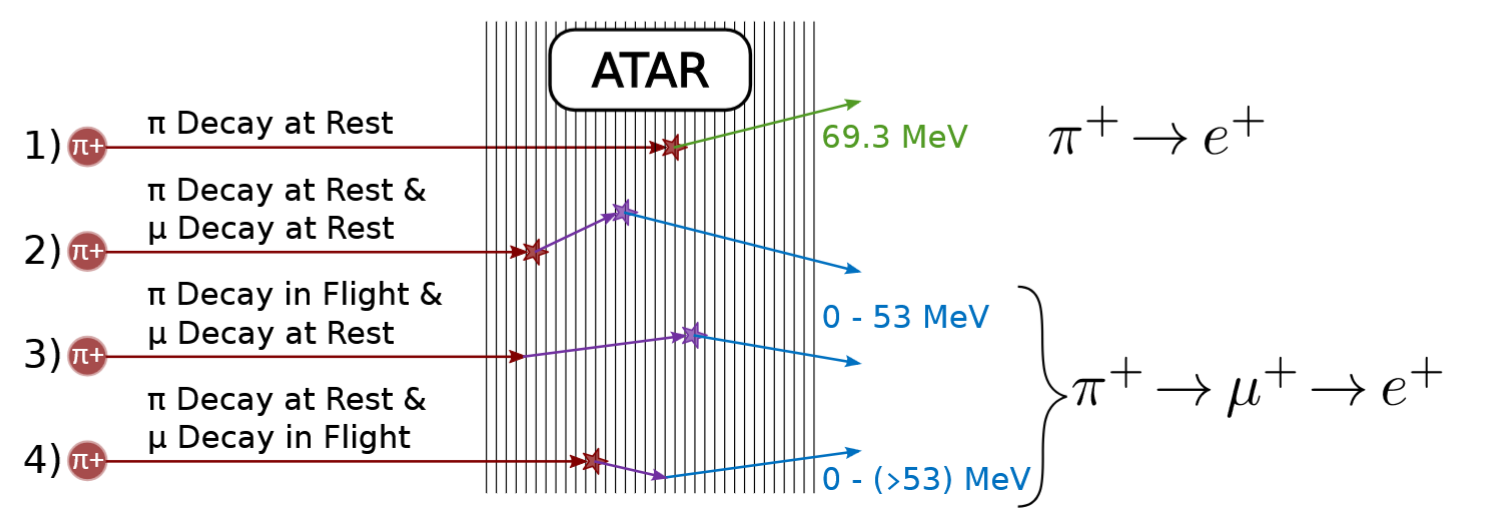 ATAR
π Decay at Rest
1) π+
69.3 MeV
π⁺ → e⁺
π Decay at Rest &
μ Decay at Rest
2) π+
π Decay in Flight &
μ Decay at Rest
3) π+
0 - 53 MeV
π⁺ → μ⁺ → e⁺
π Decay at Rest &
μ Decay in Flight
4) π+
0 - (>53) MeV